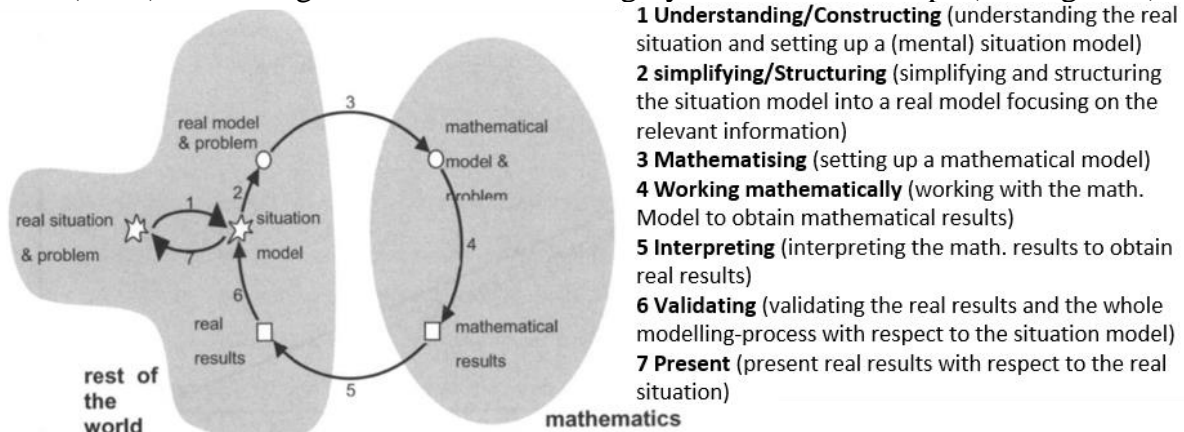 real model
& problem
3
mathematical
model &
problem
2
1
real situation
& problem
7
situation
model
4
6
real
results
mathematical
results
5
rest of
the
world
mathematics
1 Understanding/Constructing (understanding the real
situation and setting up a (mental) situation model)
2 simplifying/Structuring (simplifying and structuring
the situation model into a real model focusing on the
relevant information)
3 Mathematising (setting up a mathematical model)
4 Working mathematically (working with the math.
Model to obtain mathematical results)
5 Interpreting (interpreting the math. results to obtain
real results)
6 Validating (validating the real results and the whole
modelling-process with respect to the situation model)
7 Present (present real results with respect to the real
situation)